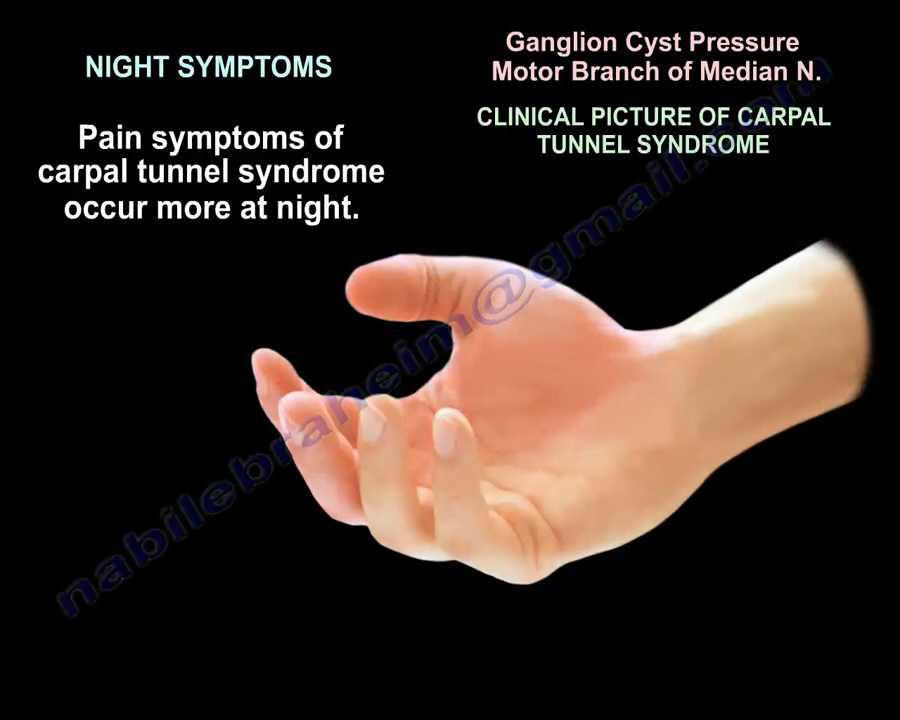 NIGHT SYMPTOMS
Pain symptoms of
carpal tunnel syndrome
occur more at night.
Ganglion Cyst Pressure
Motor Branch of Median N.
CLINICAL PICTURE OF CARPAL
TUNNEL SYNDROME
nabilebraheim@gmail.com